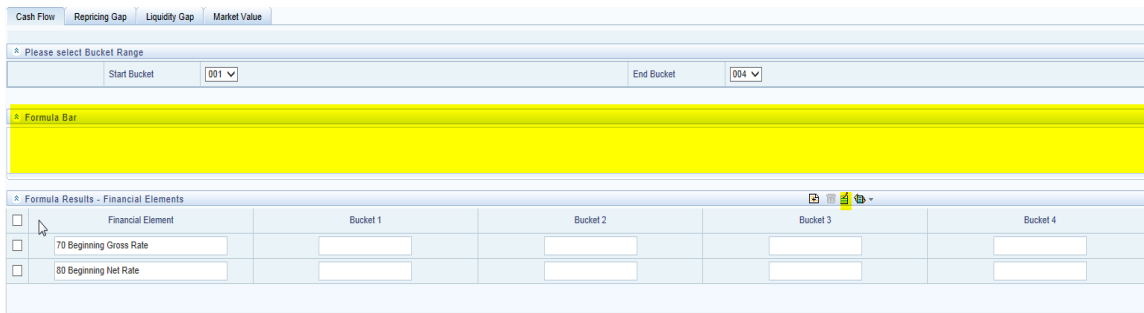 Cash Flow Repricing Gap Liquidity Gap Market Value
Please select Bucket Range
Start Bucket 001 End Bucket 004
Formula Bar
Formula Results - Financial Elements
Financial Element Bucket 1 Bucket 2 Bucket 3 Bucket 4
70 Beginning Gross Rate
80 Beginning Net Rate